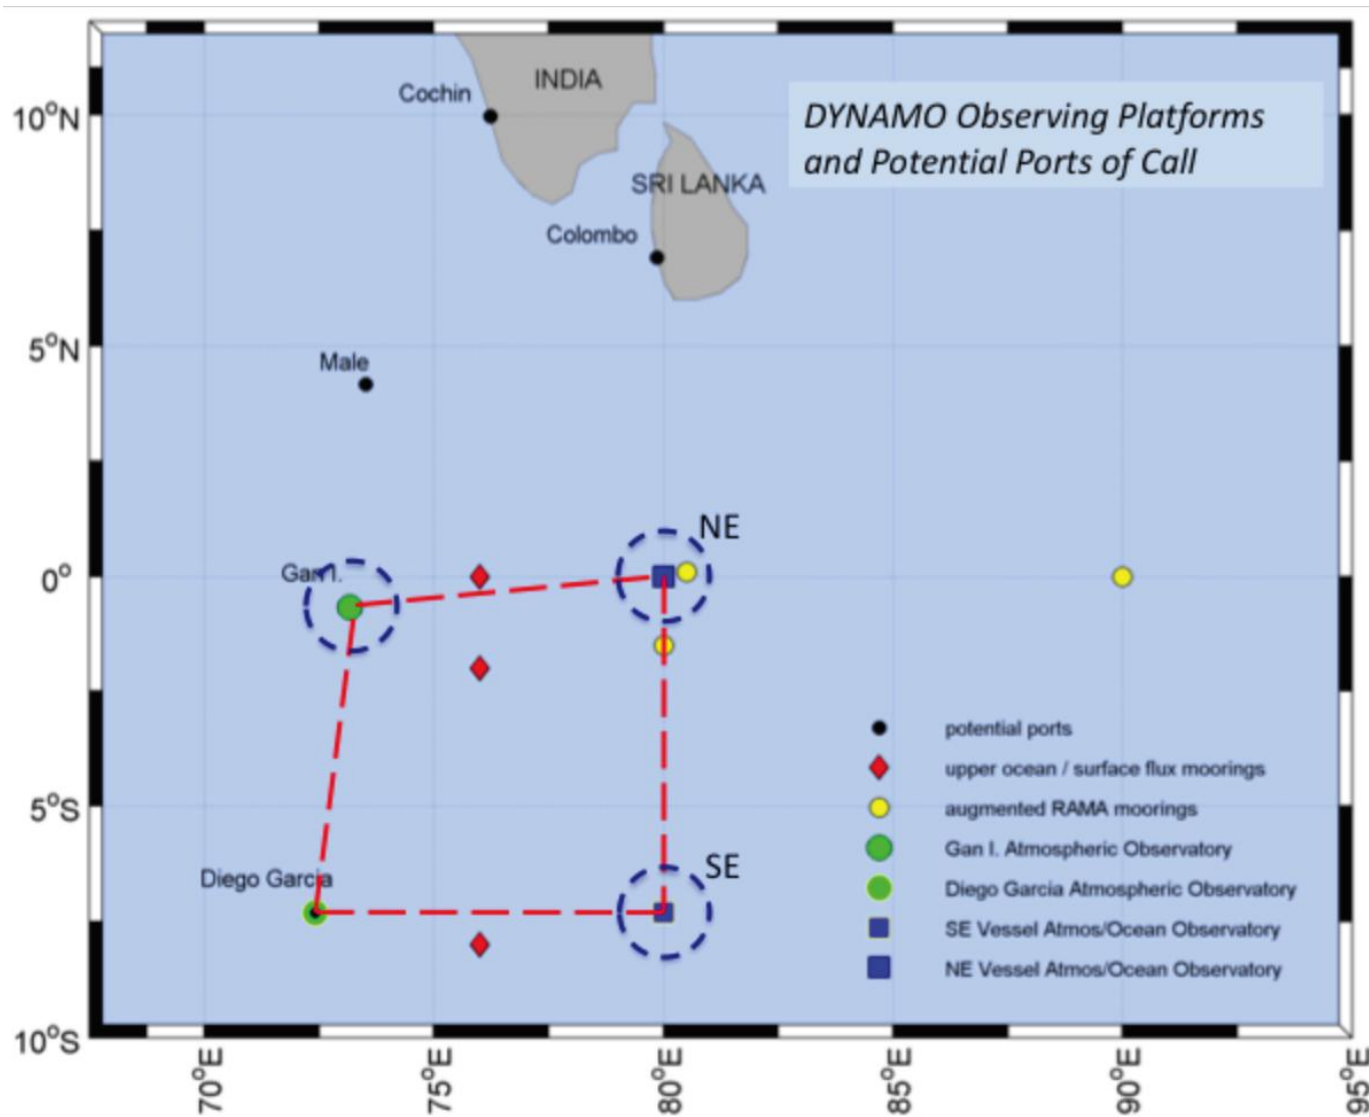 INDIA
Cochin
DYNAMO Observing Platforms
and Potential Ports of Call
10°N
SRI LANKA
Colombo
5°N
Male
NE
Gan I.
0°
potential ports
upper ocean / surface flux moorings
5°S
augmented RAMA moorings
Gan I. Atmospheric Observatory
SE
Diego Garcia
Diego Garcia Atmospheric Observatory
SE Vessel Atmos/Ocean Observatory
NE Vessel Atmos/Ocean Observatory
10°S
70°E
75°E
80°E
85°E
90°E
95°E